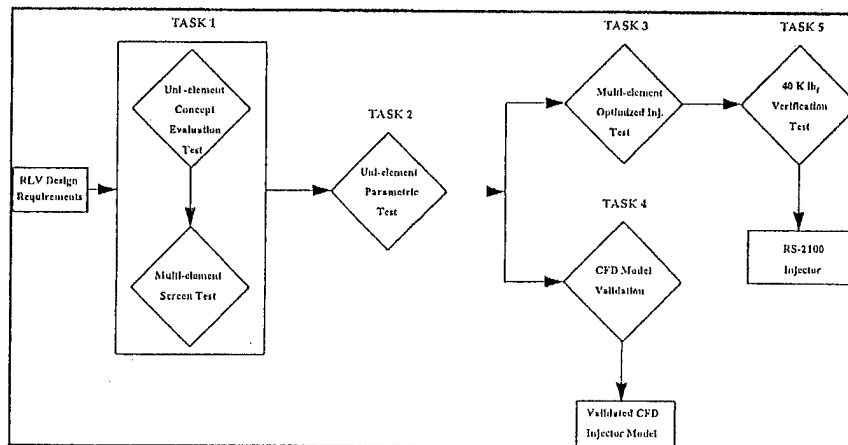 TASK 1
RLV Design
Requirements
Uni-element
Concept
Evaluation
Test
Multi-element
Screen Test
TASK 2
Uni-element
Parametric
Test
TASK 3
Multi-element
Optimized Inj.
Test
TASK 4
CFD Model
Validation
Validated CFD
Injector Model
TASK 5
40 K lbf
Verification
Test
RS-2100
Injector